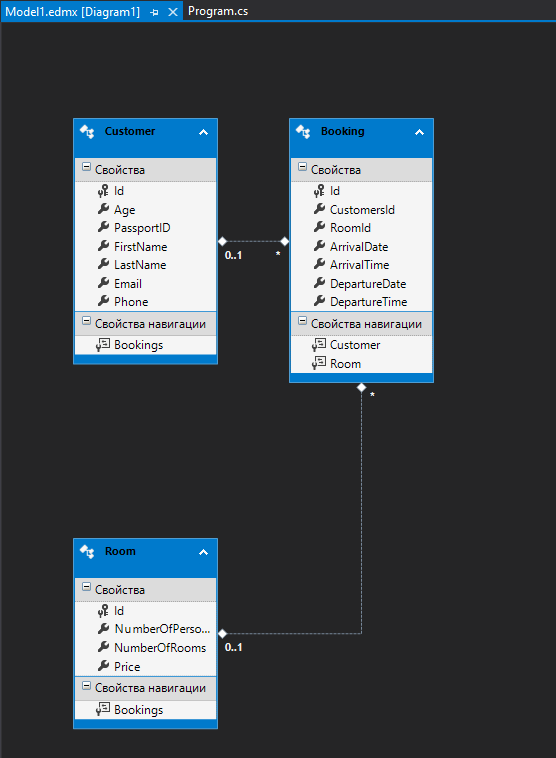 Model1.edmx [Diagram1]
Program.cs
Customer
Свойства
Id
Age
PassportID
FirstName
LastName
Email
Phone
Свойства навигации
Bookings
Booking
Свойства
Id
CustomersId
RoomId
ArrivalDate
ArrivalTime
DepartureDate
DepartureTime
Свойства навигации
Customer
Room
0..1
*
*
Room
Свойства
Id
NumberOfPerso...
NumberOfRooms
Price
Свойства навигации
Bookings
0..1